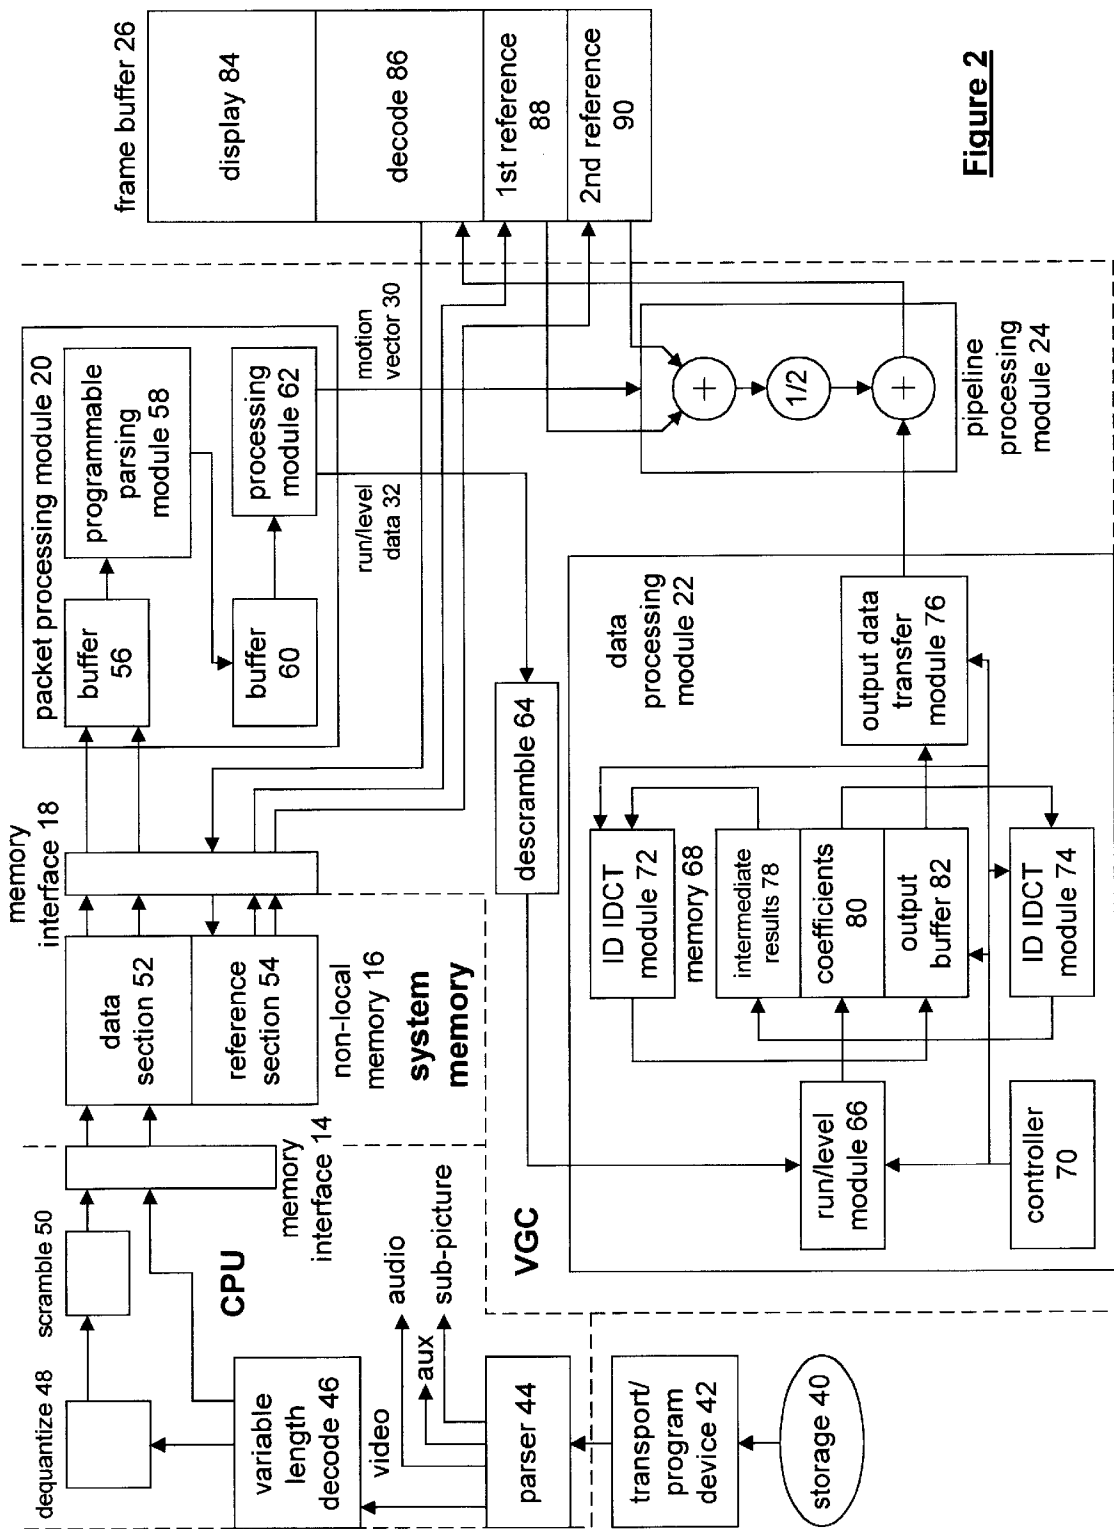 dequantize 48
scramble 50
variable
length
decode 46
video
CPU
memory
interface 14
audio
aux
sub-picture
parser 44
transport/
program
device 42
storage 40
data
section 52
reference
section 54
non-local
memory 16
system
memory
memory
interface 18
packet processing module 20
buffer
56
programmable
parsing
module 58
buffer
60
processing
module 62
run/level
data 32
motion
vector 30
frame buffer 26
display 84
decode 86
1st reference
88
2nd reference
90
VGC
descramble 64
data
processing
module 22
run/level
module 66
controller
70
ID IDCT
module 72
memory 68
intermediate
results 78
coefficients
80
output
buffer 82
ID IDCT
module 74
output data
transfer
module 76
+
1/2
+
pipeline
processing
module 24
Figure 2